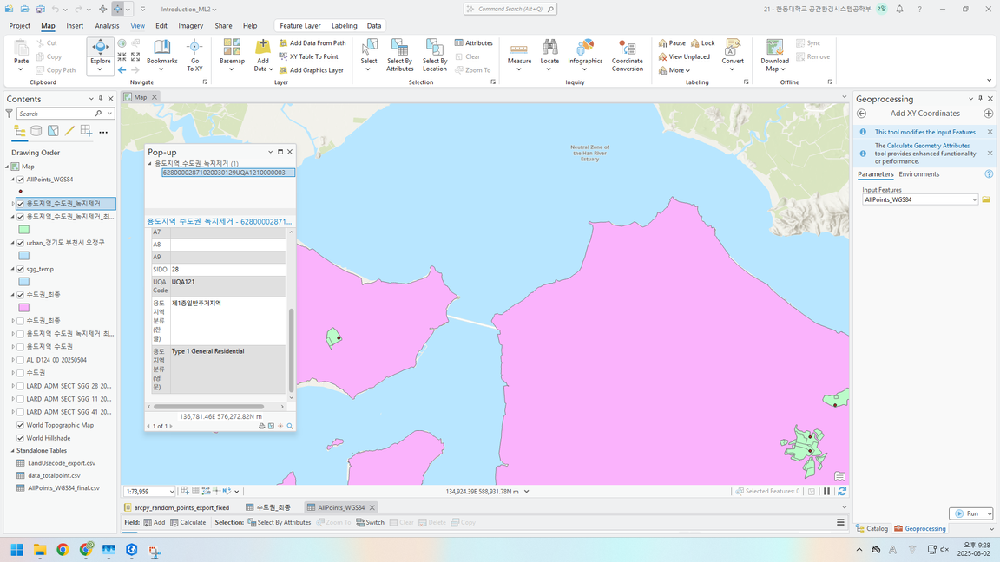 Introduction_ML2
Command Search (Alt+Q)
21 - 한동대학교 공간환경시스템공학부
2양
Project Map Insert Analysis View Edit Imagery Share Help Feature Layer Labeling Data
Paste
Cut
Copy
Copy Path
Clipboard
Explore
Bookmarks
Go To XY
Navigate
Basemap
Add Data
Add Data From Path
XY Table To Point
Add Graphics Layer
Layer
Select
Select By Attributes
Select By Location
Attributes
Clear
Zoom To
Selection
Measure
Locate
Infographics
Coordinate Conversion
Inquiry
Pause
Lock
View Unplaced
More
Convert
Labeling
Download Map
Sync
Remove
Offline
Contents
Search
Drawing Order
Map
AllPoints_WGS84
용도지역_수도권_녹지제거
용도지역_수도권_녹지제거_최...
urban_경기도 부천시 오정구
sgg_temp
수도권_최종
수도권_최종
용도지역_수도권_녹지제거_최...
용도지역_수도권
AL_D124_00_20250504
수도권
LARD_ADM_SECT_SGG_28_20...
LARD_ADM_SECT_SGG_11_20...
LARD_ADM_SECT_SGG_41_20...
World Topographic Map
World Hillshade
Standalone Tables
LandUsecode_export.csv
data_totalpoint.csv
AllPoints_WGS84_final.csv
Map
Neutral Zone of
the Han River
Estuary
Pop-up
용도지역_수도권_녹지제거 (1)
62800002871020030129UQA1210000003
용도지역_수도권_녹지제거 - 62800002871...
A7
A8
A9
SIDO 28
UQA Code UQA121
용도지역분류(한글) 제1종일반주거지역
용도지역분류(영문) Type 1 General Residential
136,781.46E 576,272.82N m
1 of 1
1:73,959
134,924.39E 588,931.78N m
Selected Features: 0
arcpy_random_points_export_fixed
수도권_최종
AllPoints_WGS84
Field: Add Calculate Selection: Select By Attributes Zoom To Switch Clear Delete Copy
Geoprocessing
Add XY Coordinates
This tool modifies the Input Features
The Calculate Geometry Attributes
tool provides enhanced functionality
or performance.
Parameters Environments
Input Features
AllPoints_WGS84
Run
Catalog Geoprocessing
오후 9:28
2025-06-02